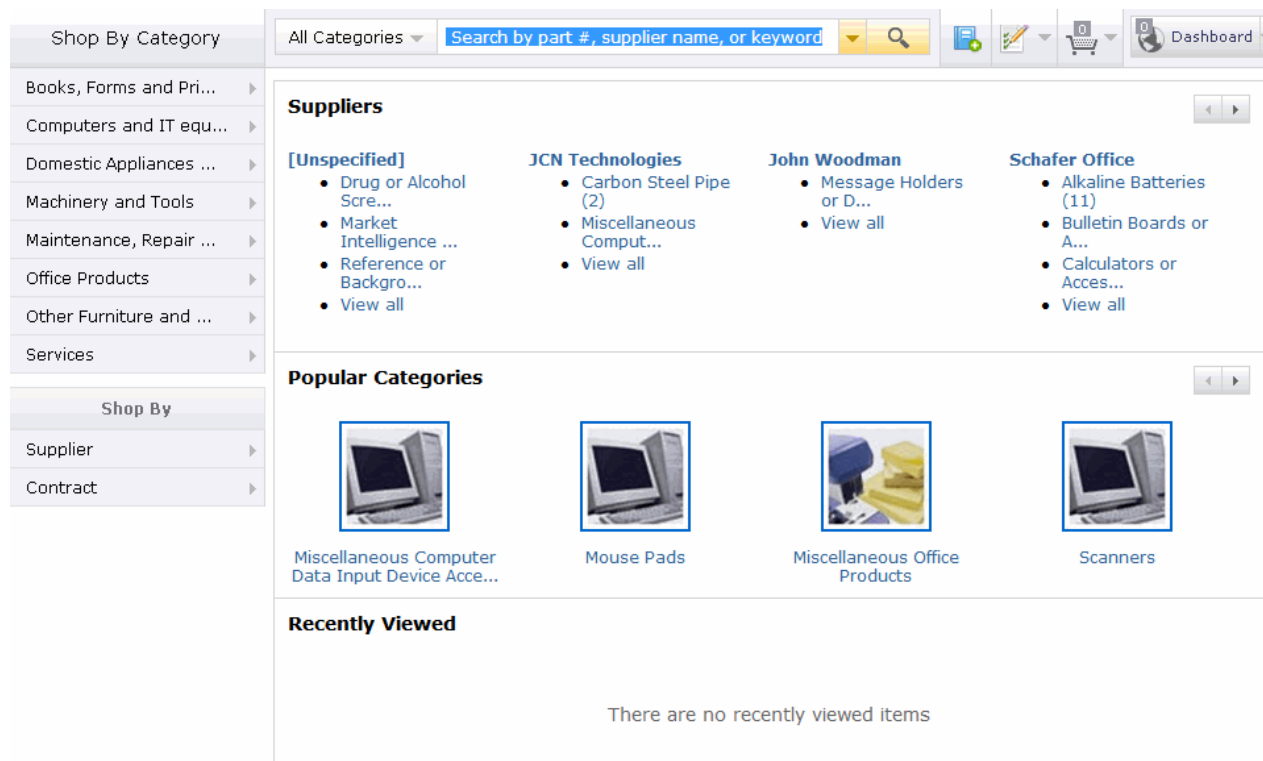 Shop By Category
All Categories
Search by part #, supplier name, or keyword
0
0
Dashboard
Books, Forms and Pri...
Computers and IT equ...
Domestic Appliances ...
Machinery and Tools
Maintenance, Repair ...
Office Products
Other Furniture and ...
Services
Shop By
Supplier
Contract
Suppliers
[Unspecified]
• Drug or Alcohol
Scre...
• Market
Intelligence ...
• Reference or
Backgro...
• View all
JCN Technologies
• Carbon Steel Pipe
(2)
• Miscellaneous
Comput...
• View all
John Woodman
• Message Holders
or D...
• View all
Schafer Office
• Alkaline Batteries
(11)
• Bulletin Boards or
A...
• Calculators or
Acces...
• View all
Popular Categories
Miscellaneous Computer
Data Input Device Acce...
Mouse Pads
Miscellaneous Office
Products
Scanners
Recently Viewed
There are no recently viewed items